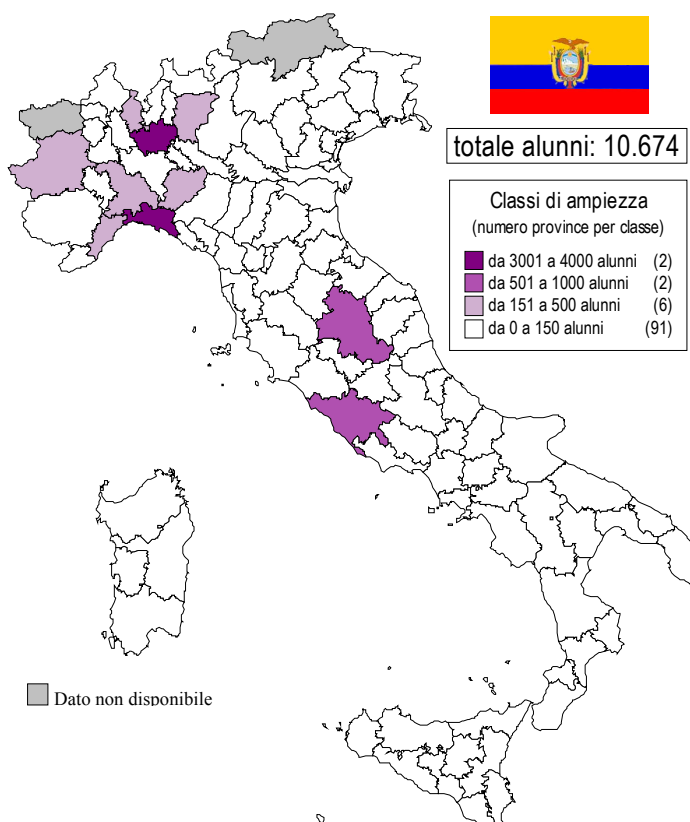 totale alunni: 10.674
Classi di ampiezza
(numero province per classe)
da 3001 a 4000 alunni (2)
da 501 a 1000 alunni (2)
da 151 a 500 alunni (6)
da 0 a 150 alunni (91)
Dato non disponibile